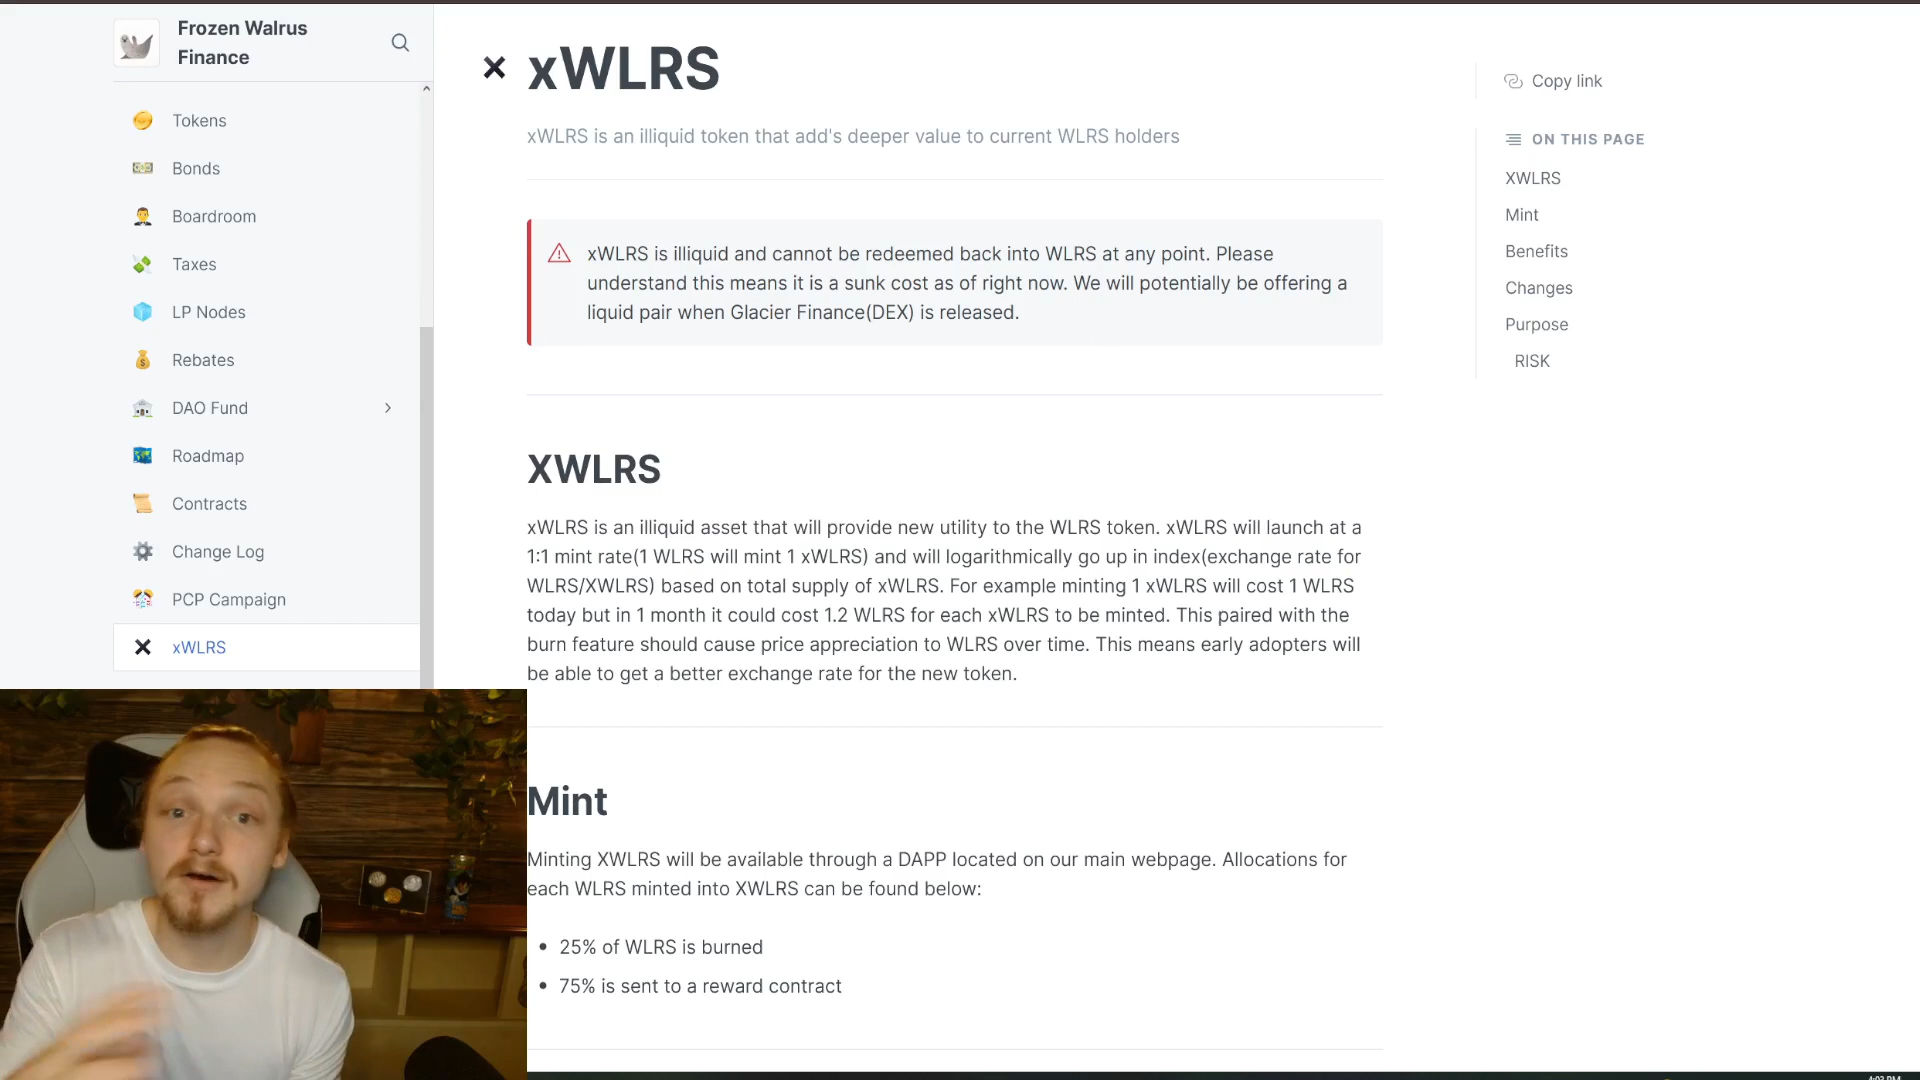 Frozen Walrus
Finance
Tokens
Bonds
Boardroom
Taxes
LP Nodes
Rebates
DAO Fund
Roadmap
Contracts
Change Log
PCP Campaign
xWLRS
xWLRS
xWLRS is an illiquid token that add's deeper value to current WLRS holders
xWLRS is illiquid and cannot be redeemed back into WLRS at any point. Please
understand this means it is a sunk cost as of right now. We will potentially be offering a
liquid pair when Glacier Finance(DEX) is released.
XWLRS
xWLRS is an illiquid asset that will provide new utility to the WLRS token. xWLRS will launch at a
1:1 mint rate(1 WLRS will mint 1 xWLRS) and will logarithmically go up in index(exchange rate for
WLRS/XWLRS) based on total supply of xWLRS. For example minting 1 xWLRS will cost 1 WLRS
today but in 1 month it could cost 1.2 WLRS for each xWLRS to be minted. This paired with the
burn feature should cause price appreciation to WLRS over time. This means early adopters will
be able to get a better exchange rate for the new token.
Mint
Minting XWLRS will be available through a DAPP located on our main webpage. Allocations for
each WLRS minted into XWLRS can be found below:
• 25% of WLRS is burned
• 75% is sent to a reward contract
Copy link
ON THIS PAGE
XWLRS
Mint
Benefits
Changes
Purpose
RISK